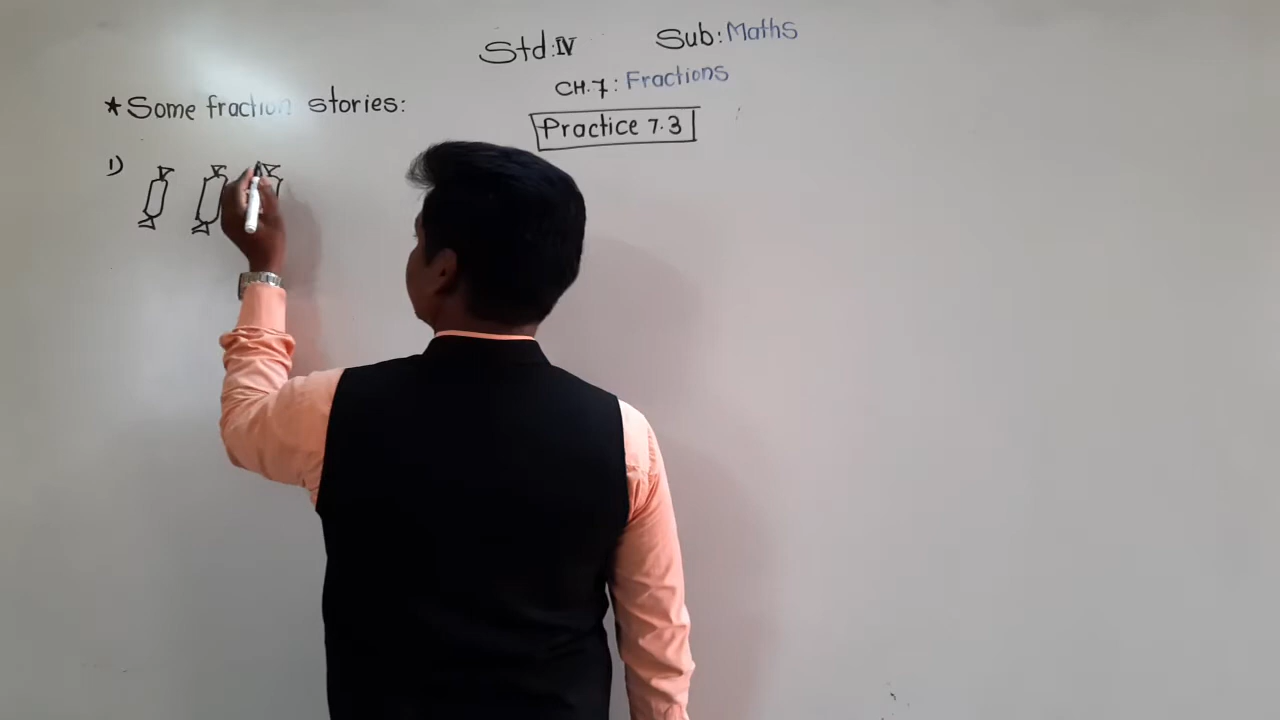 Std:IV Sub: Maths
CH.7: Fractions
★ Some fraction stories:
Practice 7.3
1)